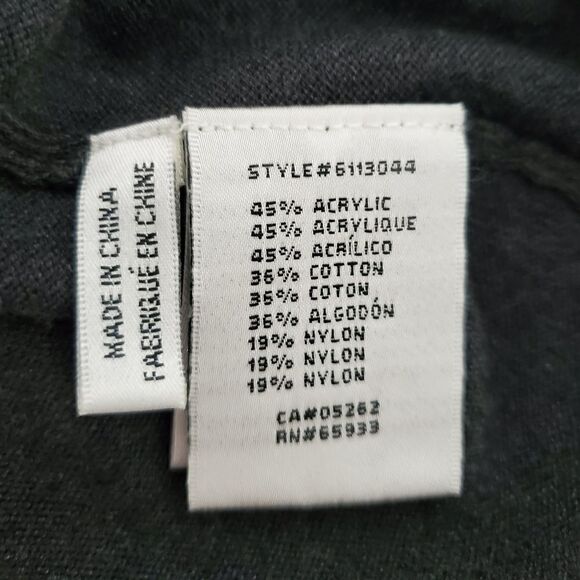 MADE IN CHINA
FABRIQUÉ EN CHINE
STYLE#6113044
45% ACRYLIC
45% ACRYLIQUE
45% ACRÍLICO
36% COTTON
36% COTON
36% ALGODÓN
19% NYLON
19% NYLON
19% NYLON
CA#05262
RN#65933